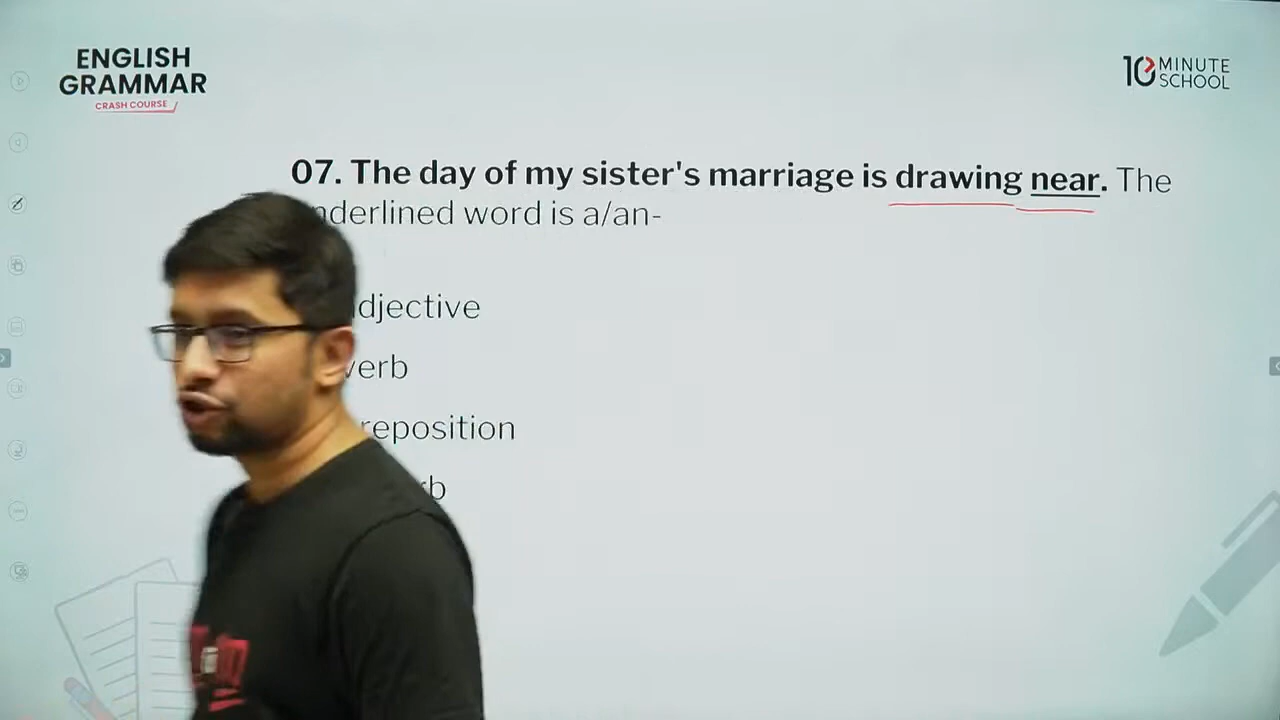 ENGLISH
GRAMMAR
CRASH COURSE
10 MINUTE
SCHOOL
07. The day of my sister's marriage is drawing near. The
nderlined word is a/an-
djective
verb
reposition
rb